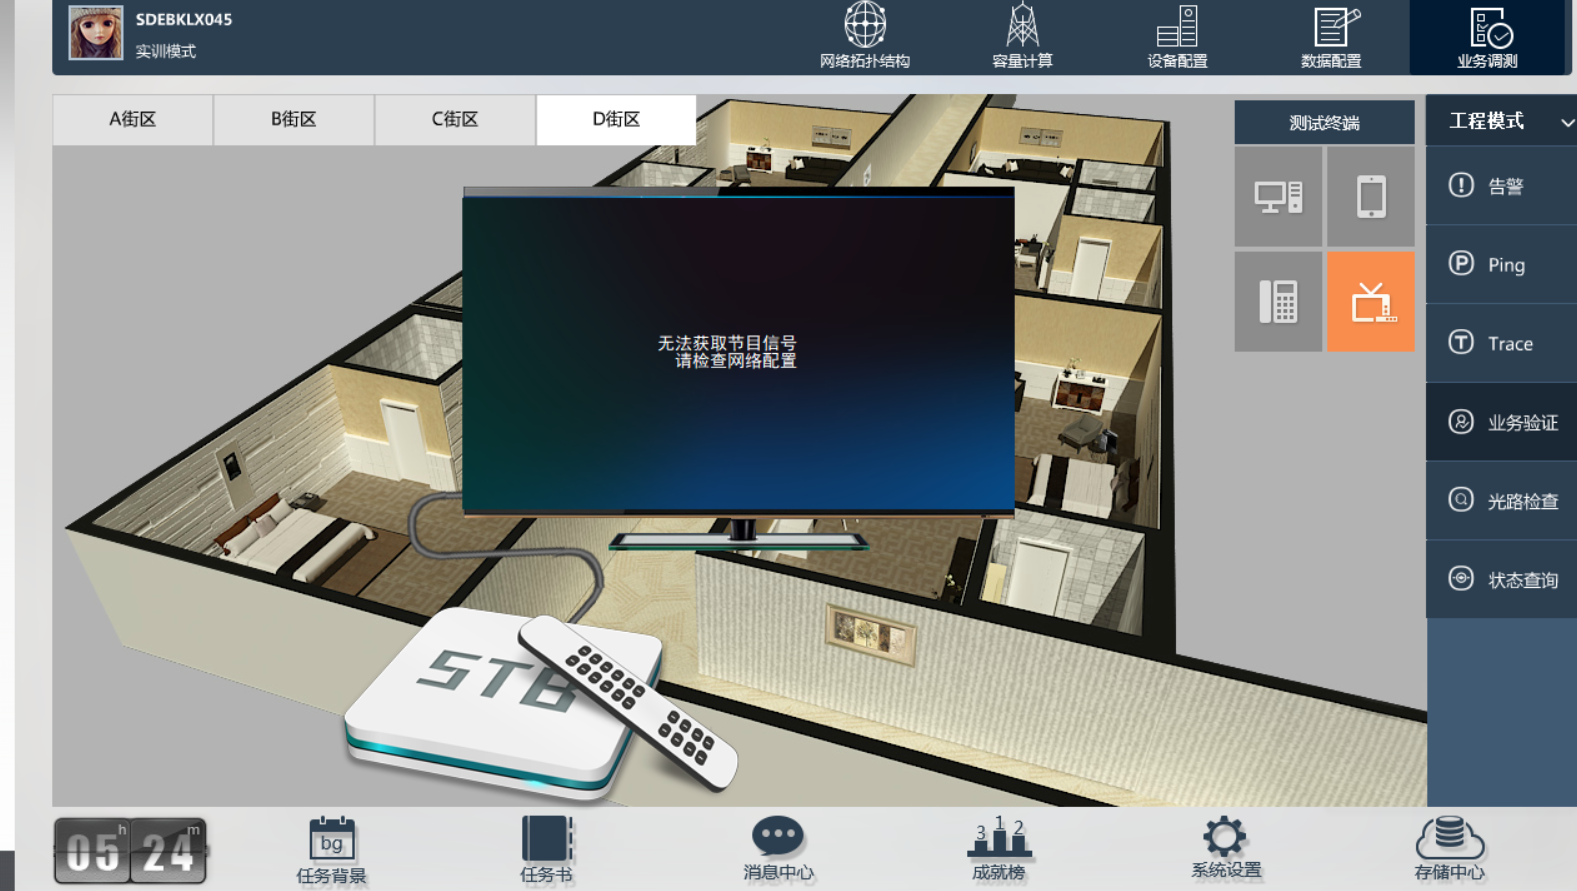 SDEBKLX045
实训模式
网络拓扑结构
容量计算
设备配置
数据配置
业务调测
A街区
B街区
C街区
D街区
测试终端
工程模式
告警
P Ping
T Trace
业务验证
光路检查
状态查询
无法获取节目信号
请检查网络配置
STB
05 h 24 m
bg
任务背景
任务书
消息中心
3 1 2
成就榜
系统设置
存储中心